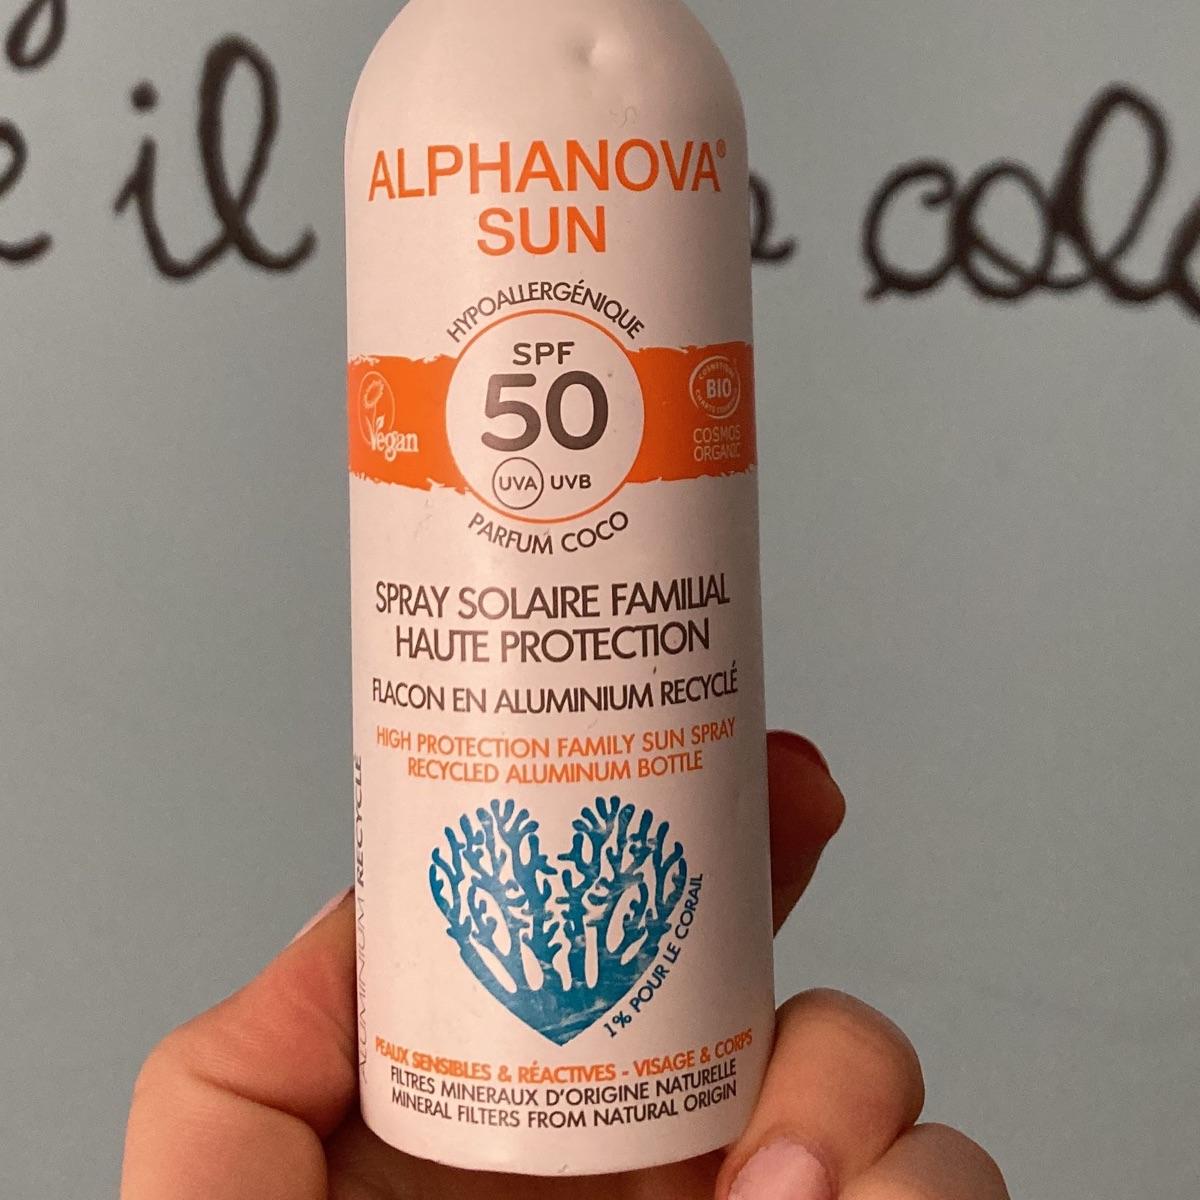 il
ALPHANOVA®
SUN
HYPOALLERGÉNIQUE
SPF
50
UVA UVB
PARFUM COCO
Vegan
COSMÉTIQUE
BIO
COSMOS
ORGANIC
SPRAY SOLAIRE FAMILIAL
HAUTE PROTECTION
FLACON EN ALUMINIUM RECYCLÉ
HIGH PROTECTION FAMILY SUN SPRAY
RECYCLED ALUMINUM BOTTLE
1% POUR LE CORAIL
PEAUX SENSIBLES & RÉACTIVES - VISAGE & CORPS
FILTRES MINERAUX D'ORIGINE NATURELLE
MINERAL FILTERS FROM NATURAL ORIGIN
ALUMINIUM RECYCLÉ